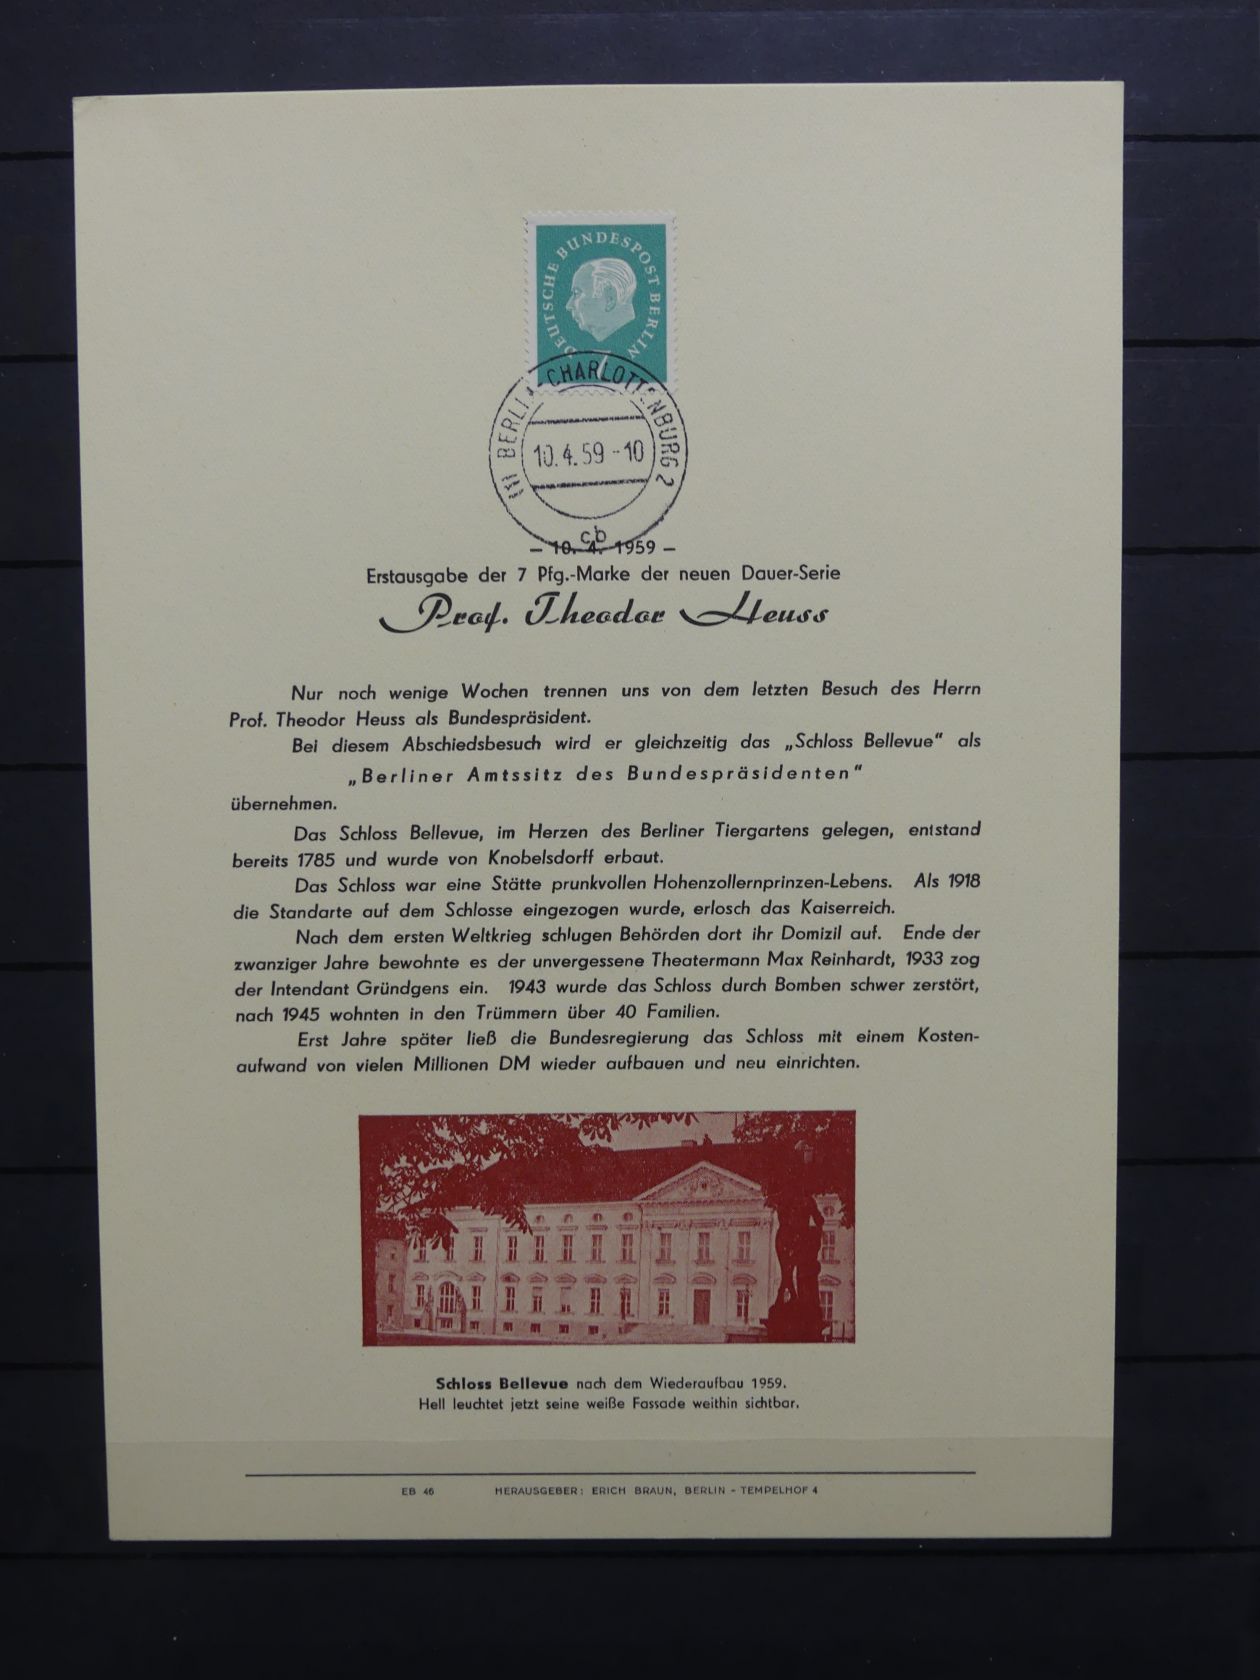 DEUTSCHE BUNDESPOST BERLIN
7
(1) BERLIN-CHARLOTTENBURG 2
10.4.59-10
cb
– 10. 4. 1959 –
Erstausgabe der 7 Pfg.-Marke der neuen Dauer-Serie
Prof. Theodor Heuss
Nur noch wenige Wochen trennen uns von dem letzten Besuch des Herrn
Prof. Theodor Heuss als Bundespräsident.
Bei diesem Abschiedsbesuch wird er gleichzeitig das „Schloss Bellevue" als
„Berliner Amtssitz des Bundespräsidenten"
übernehmen.
Das Schloss Bellevue, im Herzen des Berliner Tiergartens gelegen, entstand
bereits 1785 und wurde von Knobelsdorff erbaut.
Das Schloss war eine Stätte prunkvollen Hohenzollernprinzen-Lebens. Als 1918
die Standarte auf dem Schlosse eingezogen wurde, erlosch das Kaiserreich.
Nach dem ersten Weltkrieg schlugen Behörden dort ihr Domizil auf. Ende der
zwanziger Jahre bewohnte es der unvergessene Theatermann Max Reinhardt, 1933 zog
der Intendant Gründgens ein. 1943 wurde das Schloss durch Bomben schwer zerstört,
nach 1945 wohnten in den Trümmern über 40 Familien.
Erst Jahre später ließ die Bundesregierung das Schloss mit einem Kosten-
aufwand von vielen Millionen DM wieder aufbauen und neu einrichten.
Schloss Bellevue nach dem Wiederaufbau 1959.
Hell leuchtet jetzt seine weiße Fassade weithin sichtbar.
EB 46 HERAUSGEBER: ERICH BRAUN, BERLIN - TEMPELHOF 4